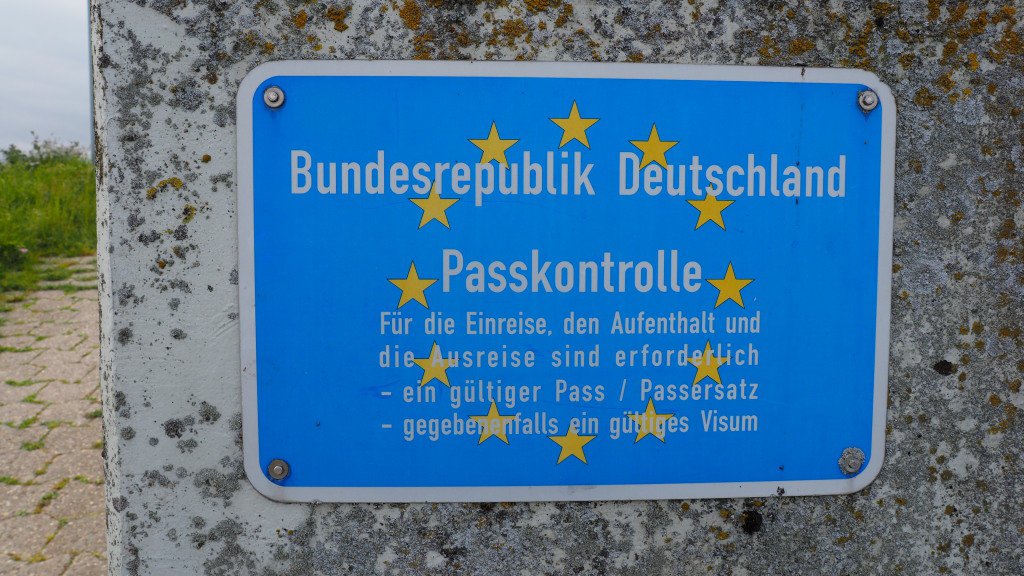 Bundesrepublik Deutschland
Passkontrolle
Für die Einreise, den Aufenthalt und
die Ausreise sind erforderlich
- ein gültiger Pass / Passersatz
- gegebenenfalls ein gültiges Visum